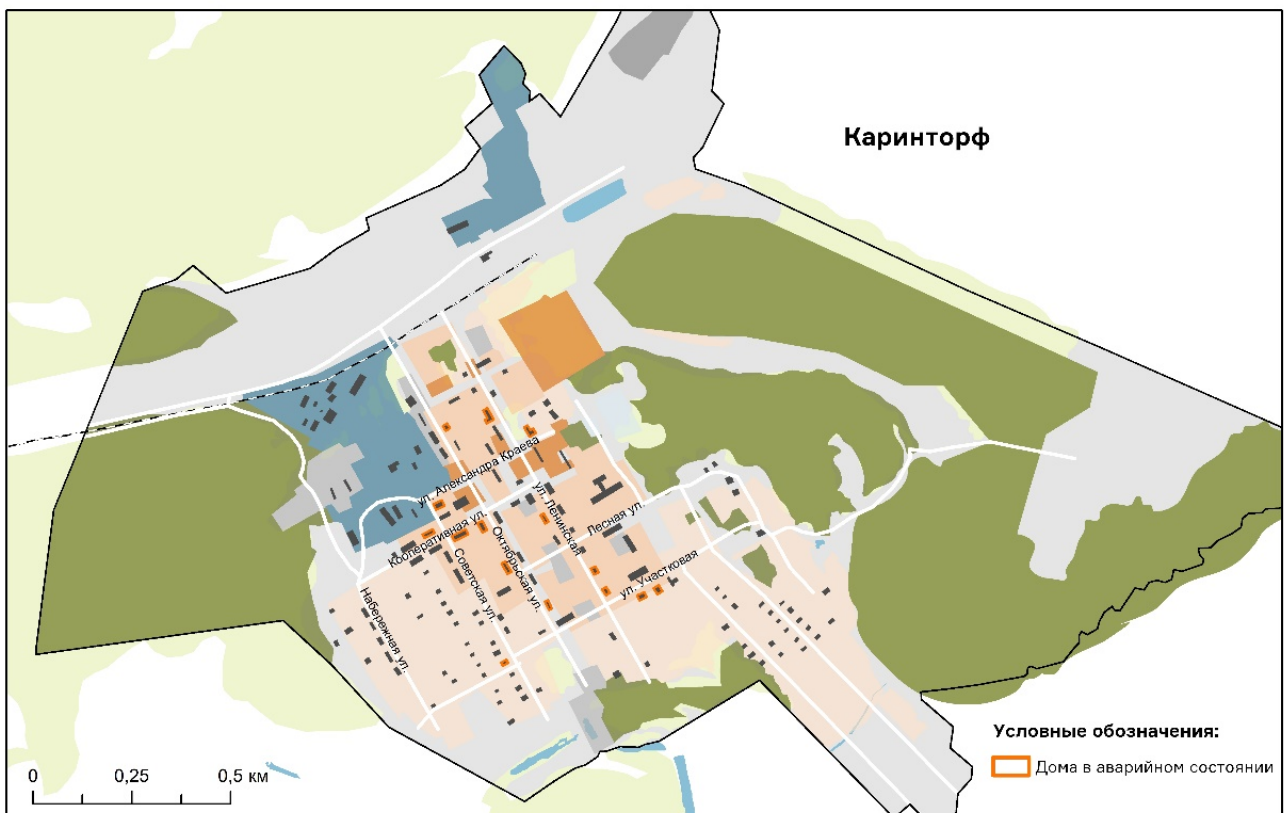 Каринторф
ул. Александра Краева
Кооперативная ул.
ул. Ленинская
Лесная ул.
Октябрьская ул.
Советская ул.
ул. Участковая
Набережная ул.
Условные обозначения:
Дома в аварийном состоянии
0 0,25 0,5 км